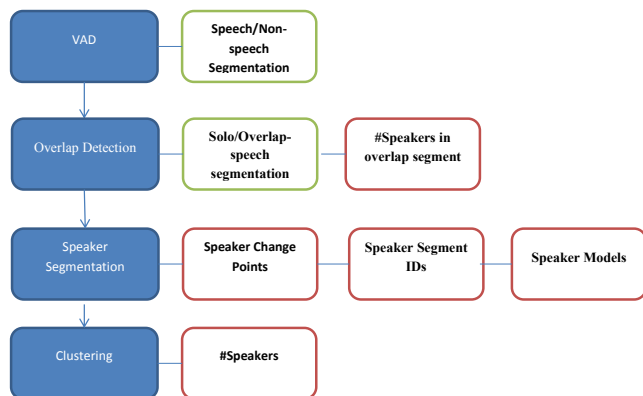 VAD
Speech/Non-
speech
Segmentation
Overlap Detection
Solo/Overlap-
speech
segmentation
#Speakers in
overlap segment
Speaker
Segmentation
Speaker Change
Points
Speaker Segment
IDs
Speaker Models
Clustering
#Speakers